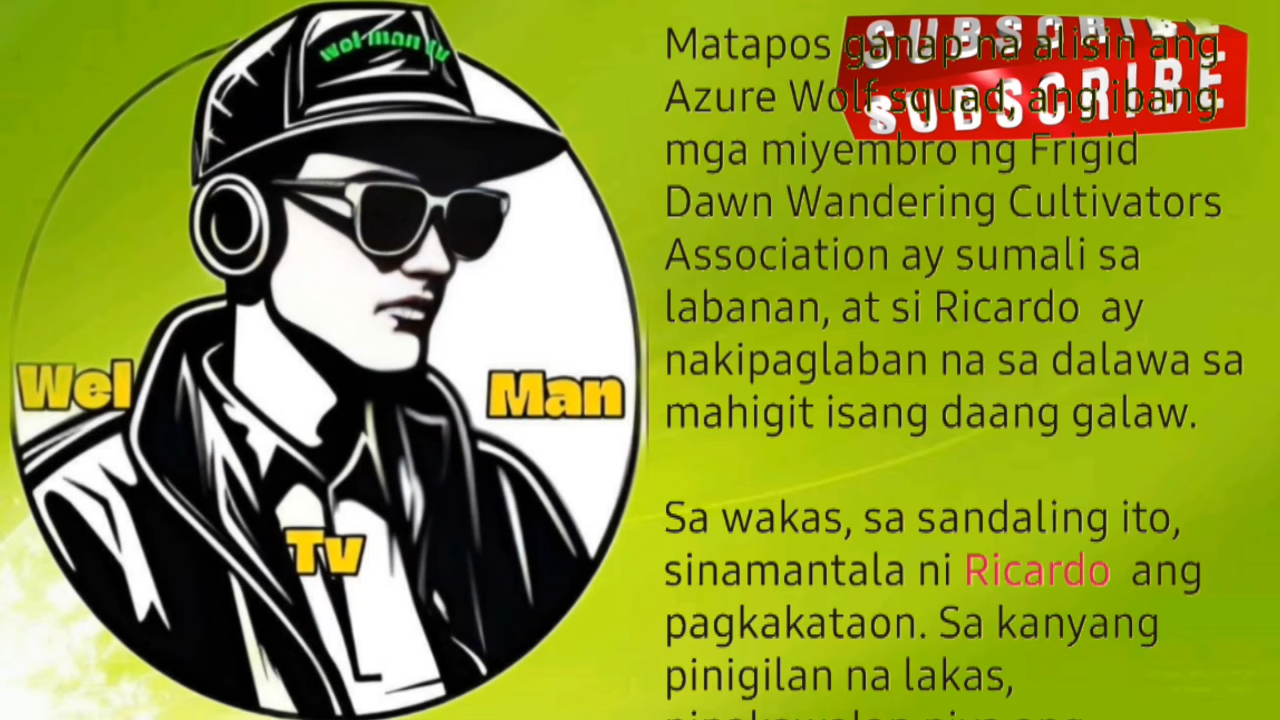 wol man tv
Wel
Man
Tv
SUBSCRIBE
SUBSCRIBE
Matapos ganap na alisin ang
Azure Wolf squad, ang ibang
mga miyembro ng Frigid
Dawn Wandering Cultivators
Association ay sumali sa
labanan, at si Ricardo ay
nakipaglaban na sa dalawa sa
mahigit isang daang galaw.
Sa wakas, sa sandaling ito,
sinamantala ni Ricardo ang
pagkakataon. Sa kanyang
pinigilan na lakas,